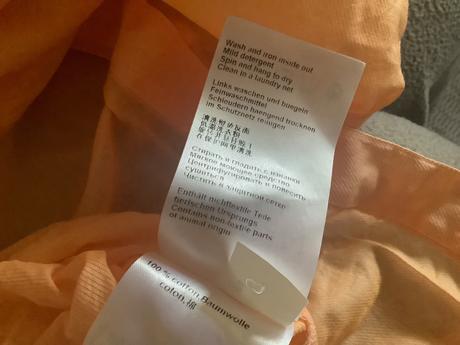 Wash and iron inside out
Mild detergent
Spin and hang to dry
Clean in a laundry net
Links waschen und buegeln
Feinwaschmittel
Schleudern haengend trocknen
im Schutznetz reinigen
Стирать и гладить с изнанки
Мягкое моющее средство
Центрифугировать и повесить
сушиться
Чистить в защитной сетке
Enthält nichttextile Teile
tierischen Ursprungs
Contains non-textile parts
of animal origin
100 % cotton, Baumwolle
coton, 棉